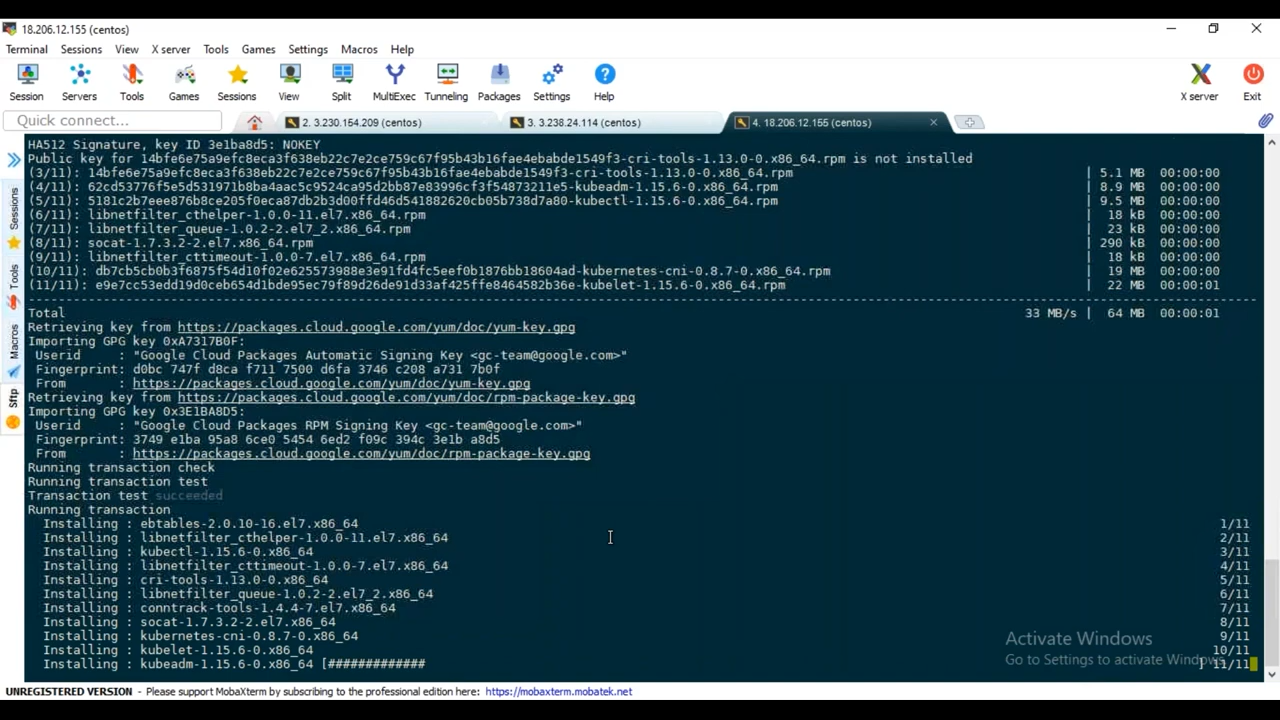 18.206.12.155 (centos)
Terminal Sessions View X server Tools Games Settings Macros Help
Session Servers Tools Games Sessions View Split MultiExec Tunneling Packages Settings Help X server Exit
Quick connect... 2. 3.230.154.209 (centos) 3. 3.238.24.114 (centos) 4. 18.206.12.155 (centos)
Sessions
Tools
Macros
Sftp
HA512 Signature, key ID 3e1ba8d5: NOKEY
Public key for 14bfe6e75a9efc8eca3f638eb22c7e2ce759c67f95b43b16fae4ebabde1549f3-cri-tools-1.13.0-0.x86_64.rpm is not installed
(3/11): 14bfe6e75a9efc8eca3f638eb22c7e2ce759c67f95b43b16fae4ebabde1549f3-cri-tools-1.13.0-0.x86_64.rpm | 5.1 MB 00:00:00
(4/11): 62cd53776f5e5d531971b8ba4aac5c9524ca95d2bb87e83996cf3f54873211e5-kubeadm-1.15.6-0.x86_64.rpm | 8.9 MB 00:00:00
(5/11): 5181c2b7eee876b8ce205f0eca87db2b3d00ffd46d541882620cb05b738d7a80-kubectl-1.15.6-0.x86_64.rpm | 9.5 MB 00:00:00
(6/11): libnetfilter_cthelper-1.0.0-11.el7.x86_64.rpm | 18 kB 00:00:00
(7/11): libnetfilter_queue-1.0.2-2.el7_2.x86_64.rpm | 23 kB 00:00:00
(8/11): socat-1.7.3.2-2.el7.x86_64.rpm | 290 kB 00:00:00
(9/11): libnetfilter_cttimeout-1.0.0-7.el7.x86_64.rpm | 18 kB 00:00:00
(10/11): db7cb5cb0b3f6875f54d10f02e625573988e3e91fd4fc5eef0b1876bb18604ad-kubernetes-cni-0.8.7-0.x86_64.rpm | 19 MB 00:00:00
(11/11): e9e7cc53edd19d0ceb654d1bde95ec79f89d26de91d33af425ffe8464582b36e-kubelet-1.15.6-0.x86_64.rpm | 22 MB 00:00:01
Total 33 MB/s | 64 MB 00:00:01
Retrieving key from https://packages.cloud.google.com/yum/doc/yum-key.gpg
Importing GPG key 0xA7317B0F:
Userid : "Google Cloud Packages Automatic Signing Key <gc-team@google.com>"
Fingerprint: d0bc 747f d8ca f711 7500 d6fa 3746 c208 a731 7b0f
From : https://packages.cloud.google.com/yum/doc/yum-key.gpg
Retrieving key from https://packages.cloud.google.com/yum/doc/rpm-package-key.gpg
Importing GPG key 0x3E1BA8D5:
Userid : "Google Cloud Packages RPM Signing Key <gc-team@google.com>"
Fingerprint: 3749 e1ba 95a8 6ce0 5454 6ed2 f09c 394c 3e1b a8d5
From : https://packages.cloud.google.com/yum/doc/rpm-package-key.gpg
Running transaction check
Running transaction test
Transaction test succeeded
Running transaction
Installing : ebtables-2.0.10-16.el7.x86_64 1/11
Installing : libnetfilter_cthelper-1.0.0-11.el7.x86_64 2/11
Installing : kubectl-1.15.6-0.x86_64 3/11
Installing : libnetfilter_cttimeout-1.0.0-7.el7.x86_64 4/11
Installing : cri-tools-1.13.0-0.x86_64 5/11
Installing : libnetfilter_queue-1.0.2-2.el7_2.x86_64 6/11
Installing : conntrack-tools-1.4.4-7.el7.x86_64 7/11
Installing : socat-1.7.3.2-2.el7.x86_64 8/11
Installing : kubernetes-cni-0.8.7-0.x86_64 9/11
Installing : kubelet-1.15.6-0.x86_64 10/11
Installing : kubeadm-1.15.6-0.x86_64 [############# ] 11/11
Activate Windows
Go to Settings to activate Windows.
UNREGISTERED VERSION - Please support MobaXterm by subscribing to the professional edition here: https://mobaxterm.mobatek.net